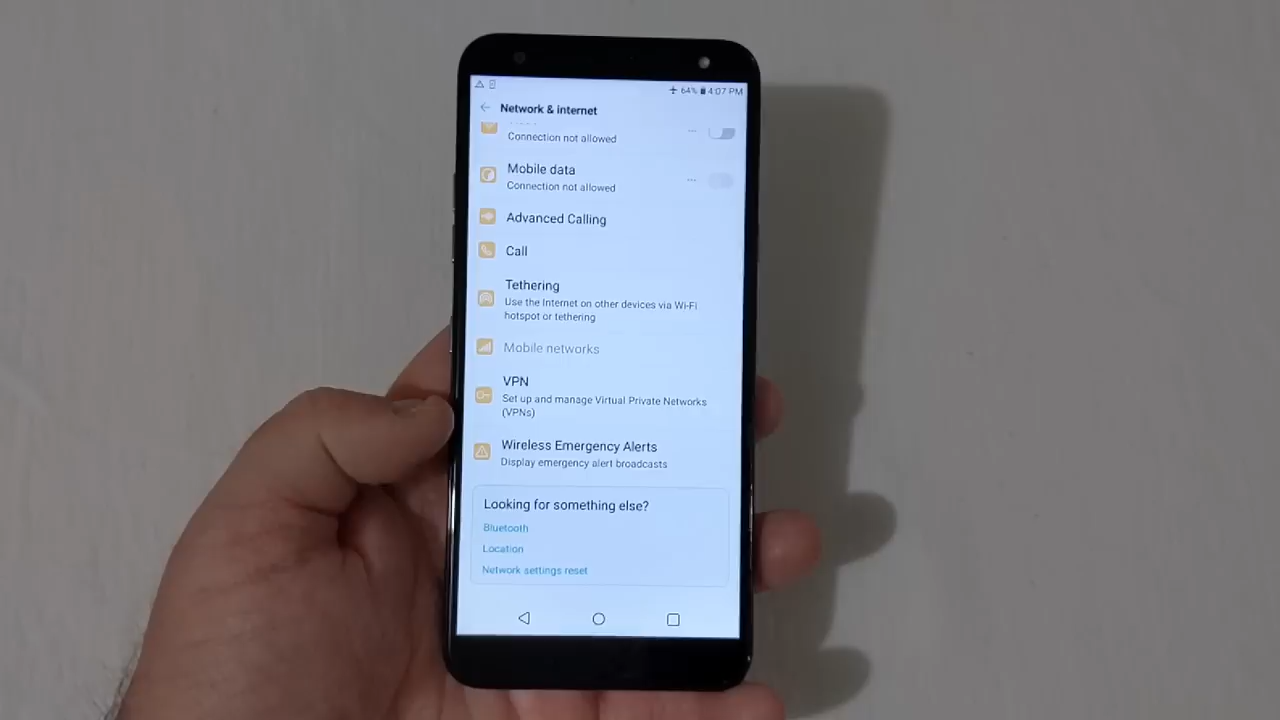 64% 4:07 PM
Network & internet
Connection not allowed
Mobile data
Connection not allowed
Advanced Calling
Call
Tethering
Use the Internet on other devices via Wi-Fi
hotspot or tethering
Mobile networks
VPN
Set up and manage Virtual Private Networks
(VPNs)
Wireless Emergency Alerts
Display emergency alert broadcasts
Looking for something else?
Bluetooth
Location
Network settings reset